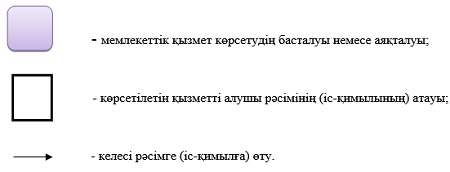 - мемлекеттік қызмет көрсетудің басталуы немесе аяқталуы;
- көрсетілетін қызметті алушы рәсімінің (іс-қимылының) атауы;
- келесі рәсімге (іс-қимылға) өту.